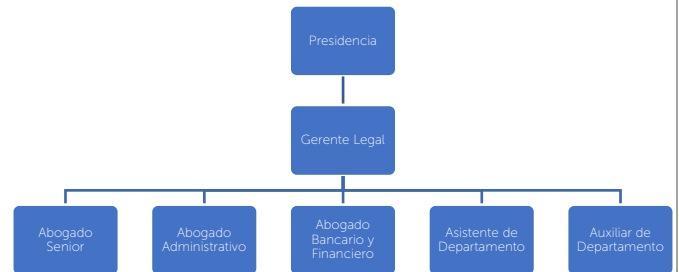 Presidencia
Gerente Legal
Abogado
Senior
Abogado
Administrativo
Abogado
Bancario y
Financiero
Asistente de
Departamento
Auxiliar de
Departamento